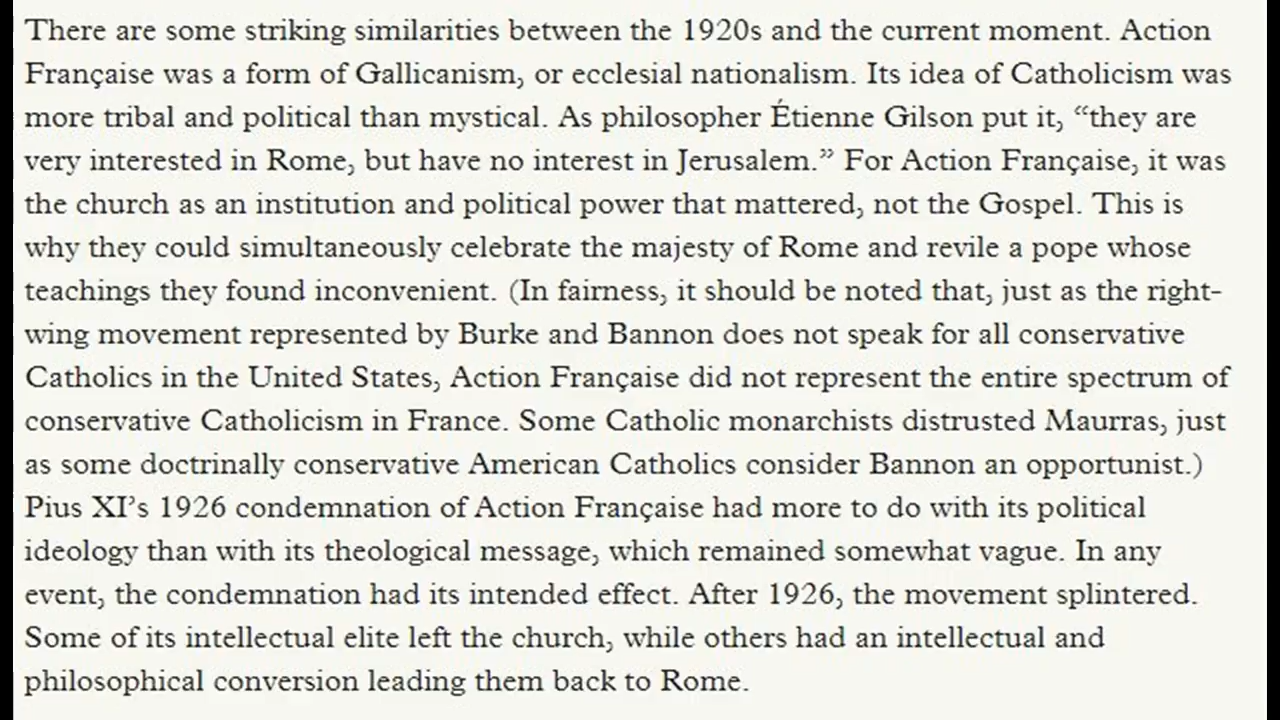 There are some striking similarities between the 1920s and the current moment. Action
Française was a form of Gallicanism, or ecclesial nationalism. Its idea of Catholicism was
more tribal and political than mystical. As philosopher Étienne Gilson put it, “they are
very interested in Rome, but have no interest in Jerusalem.” For Action Française, it was
the church as an institution and political power that mattered, not the Gospel. This is
why they could simultaneously celebrate the majesty of Rome and revile a pope whose
teachings they found inconvenient. (In fairness, it should be noted that, just as the right-
wing movement represented by Burke and Bannon does not speak for all conservative
Catholics in the United States, Action Française did not represent the entire spectrum of
conservative Catholicism in France. Some Catholic monarchists distrusted Maurras, just
as some doctrinally conservative American Catholics consider Bannon an opportunist.)
Pius XI’s 1926 condemnation of Action Française had more to do with its political
ideology than with its theological message, which remained somewhat vague. In any
event, the condemnation had its intended effect. After 1926, the movement splintered.
Some of its intellectual elite left the church, while others had an intellectual and
philosophical conversion leading them back to Rome.